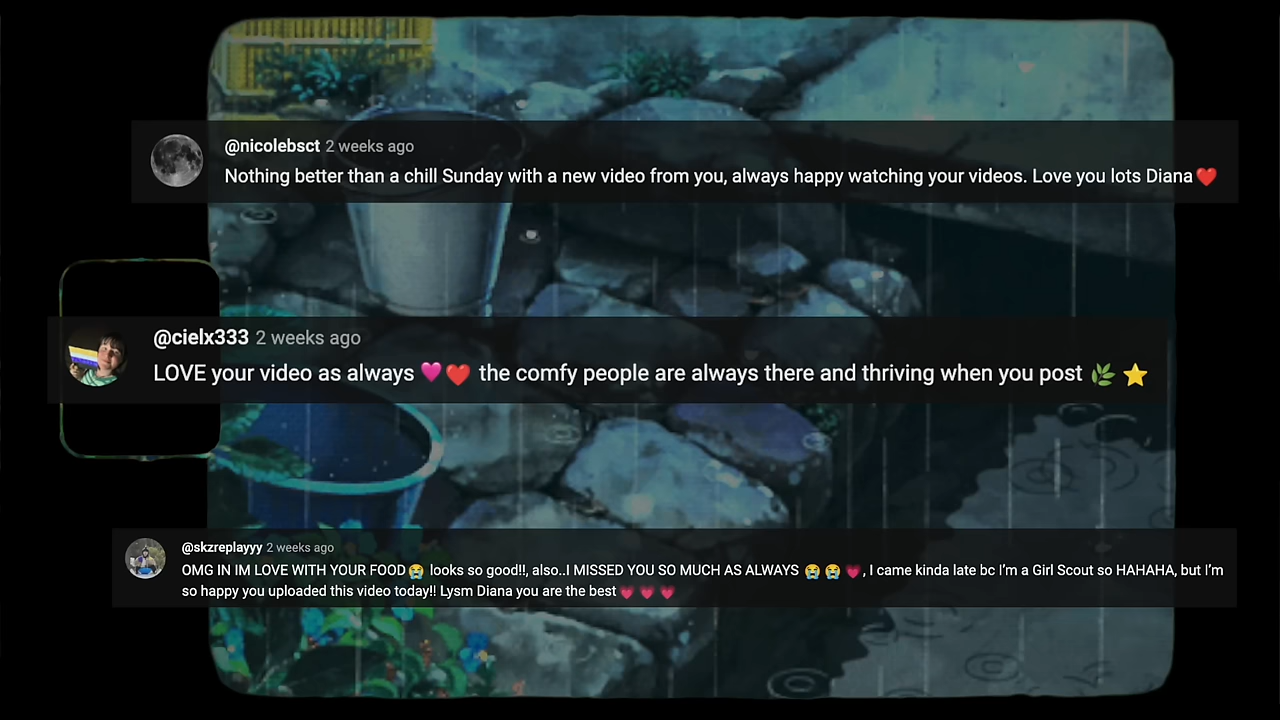 @nicolebsct 2 weeks ago
Nothing better than a chill Sunday with a new video from you, always happy watching your videos. Love you lots Diana❤️
@cielx333 2 weeks ago
LOVE your video as always 💗❤️ the comfy people are always there and thriving when you post 🌿⭐
@skzreplayyy 2 weeks ago
OMG IN IM LOVE WITH YOUR FOOD😭 looks so good!!, also..I MISSED YOU SO MUCH AS ALWAYS 😭😭💗, I came kinda late bc I'm a Girl Scout so HAHAHA, but I'm
so happy you uploaded this video today!! Lysm Diana you are the best💗💗💗